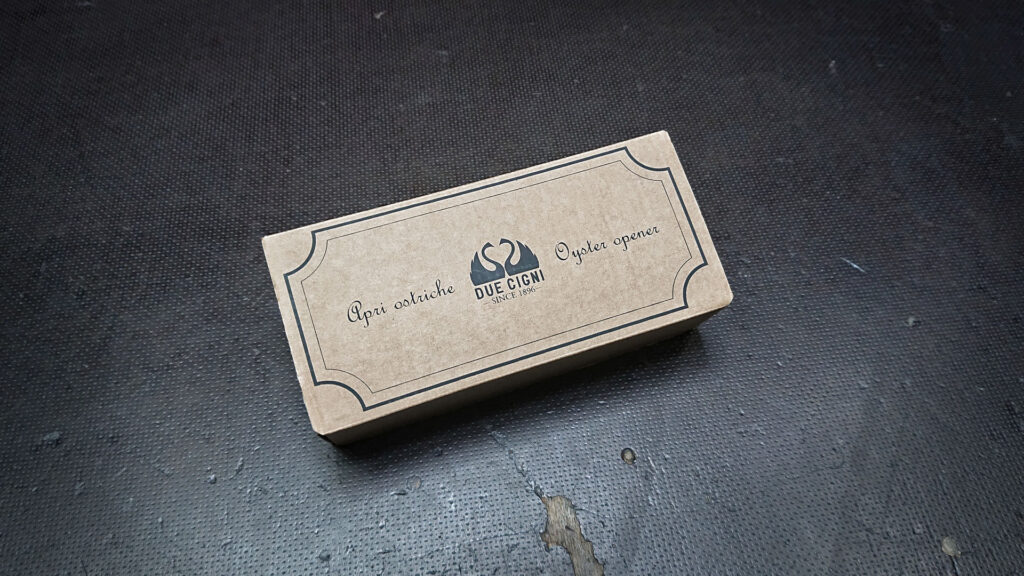 Apri ostriche
DUE CIGNI
SINCE 1896
Oyster opener